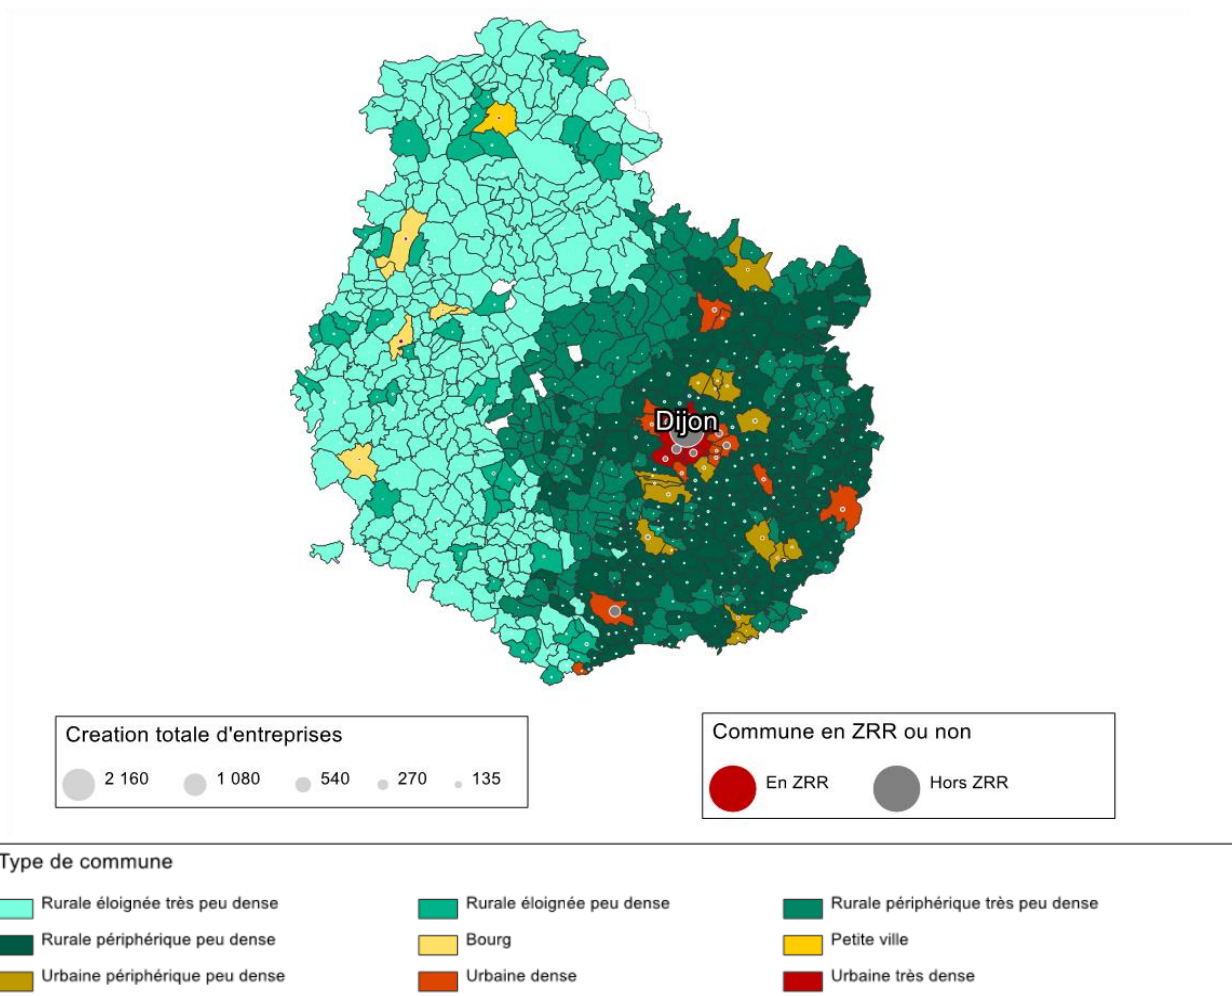 Dijon
Creation totale d'entreprises
2 160 1 080 540 270 135
Commune en ZRR ou non
En ZRR Hors ZRR
Type de commune
Rurale éloignée très peu dense Rurale éloignée peu dense Rurale périphérique très peu dense
Rurale périphérique peu dense Bourg Petite ville
Urbaine périphérique peu dense Urbaine dense Urbaine très dense